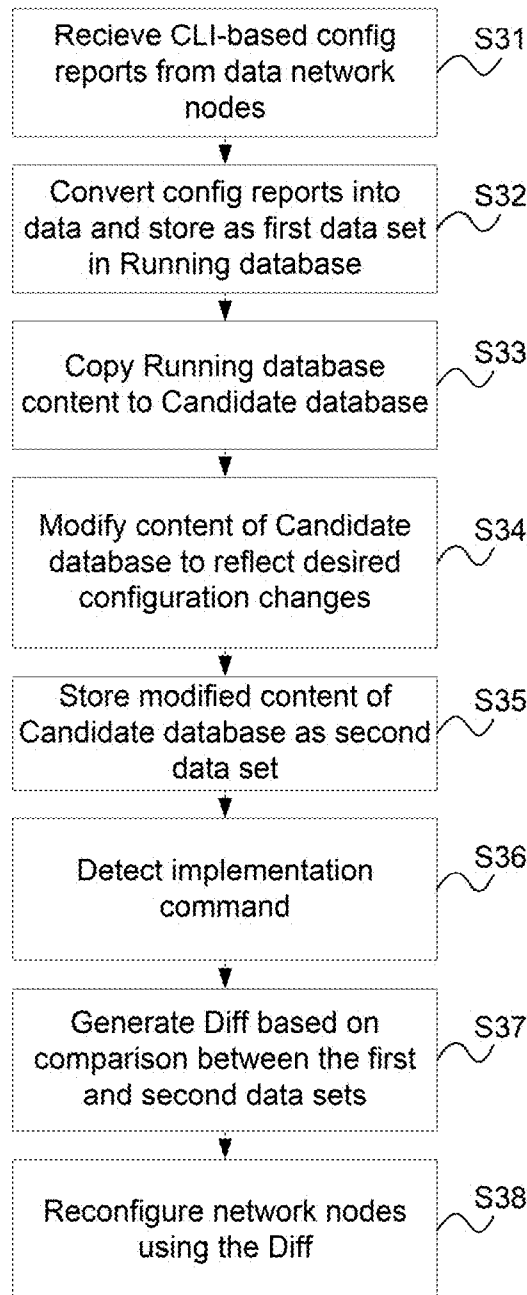 Recieve CLI-based config
reports from data network
nodes
S31
Convert config reports into
data and store as first data set
in Running database
S32
Copy Running database
content to Candidate database
S33
Modify content of Candidate
database to reflect desired
configuration changes
S34
Store modified content of
Candidate database as second
data set
S35
Detect implementation
command
S36
Generate Diff based on
comparison between the first
and second data sets
S37
Reconfigure network nodes
using the Diff
S38